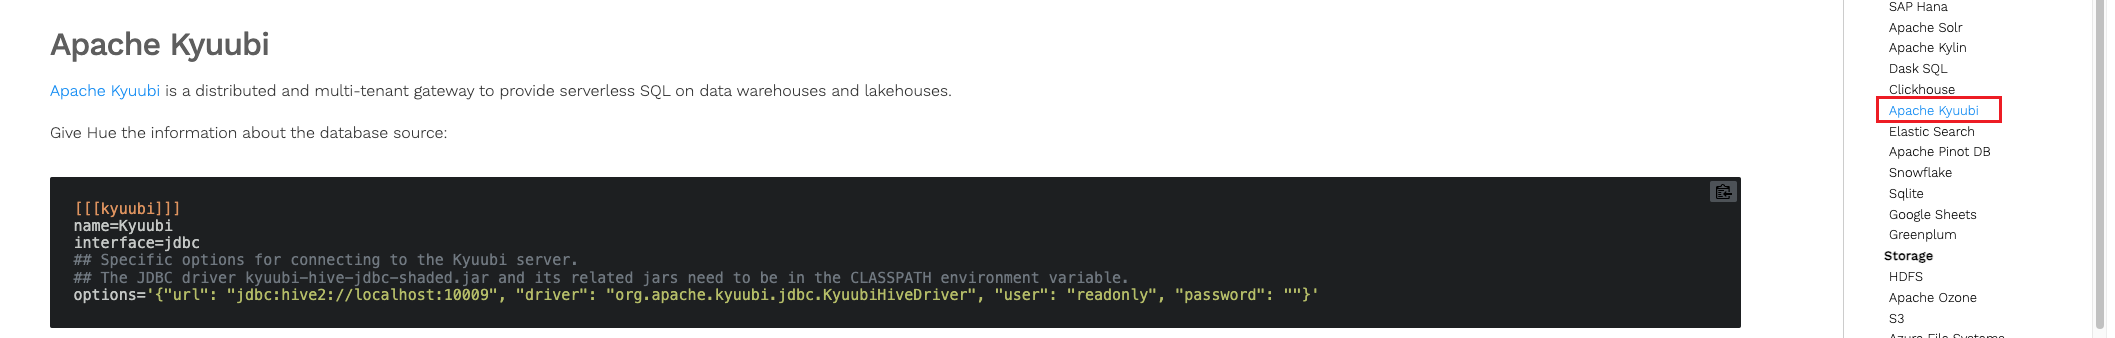 Apache Kyuubi
Apache Kyuubi is a distributed and multi-tenant gateway to provide serverless SQL on data warehouses and lakehouses.
Give Hue the information about the database source:
[[[kyuubi]]]
name=Kyuubi
interface=jdbc
## Specific options for connecting to the Kyuubi server.
## The JDBC driver kyuubi-hive-jdbc-shaded.jar and its related jars need to be in the CLASSPATH environment variable.
options='{"url": "jdbc:hive2://localhost:10009", "driver": "org.apache.kyuubi.jdbc.KyuubiHiveDriver", "user": "readonly", "password": ""}'
SAP Hana
Apache Solr
Apache Kylin
Dask SQL
Clickhouse
Apache Kyuubi
Elastic Search
Apache Pinot DB
Snowflake
Sqlite
Google Sheets
Greenplum
Storage
HDFS
Apache Ozone
S3
Azure File Systems